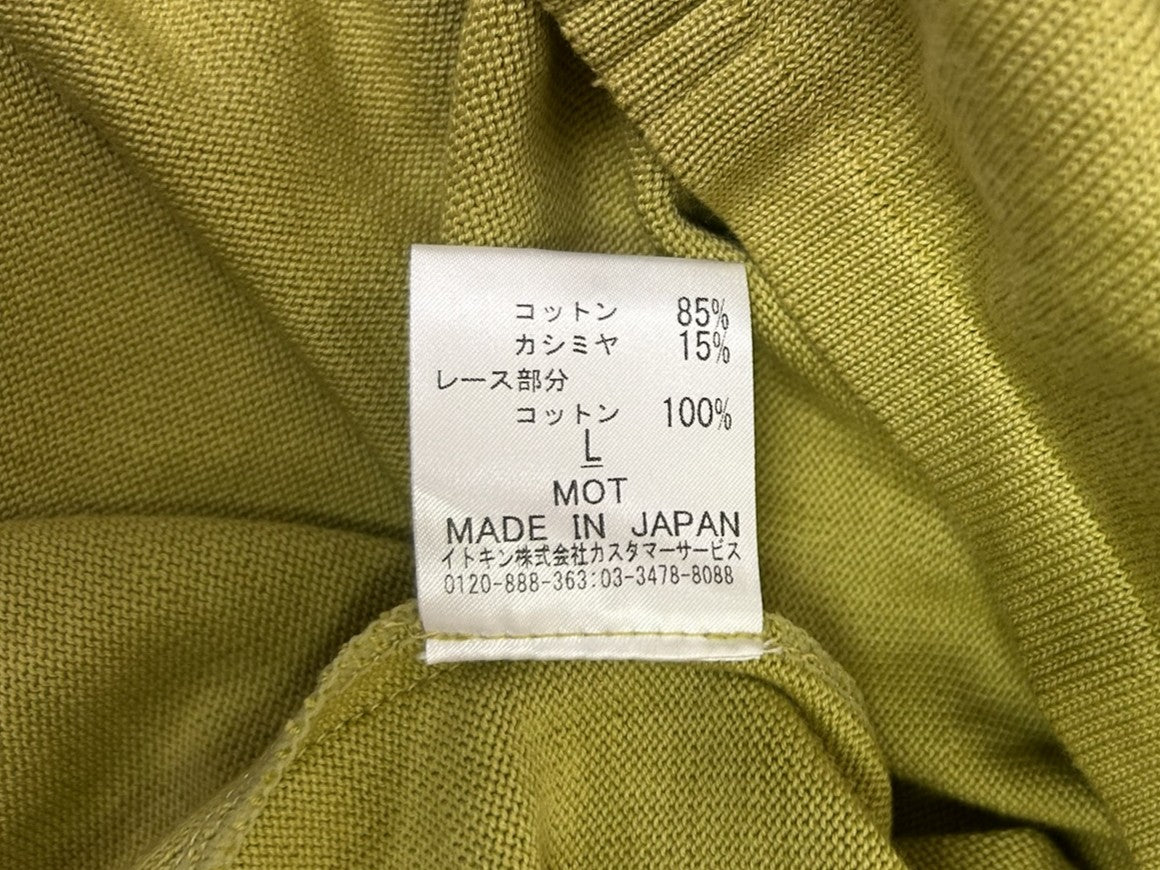 コットン 85%
カシミヤ 15%
レース部分
コットン 100%
L
MOT
MADE IN JAPAN
イトキン株式会社カスタマーサービス
0120-888-363:03-3478-8088